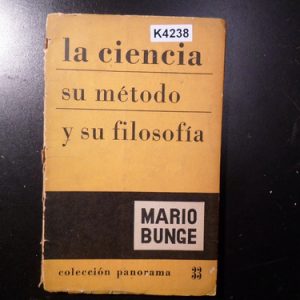 K4238
la ciencia
su método
y su filosofía
MARIO
BUNGE
colección panorama 33